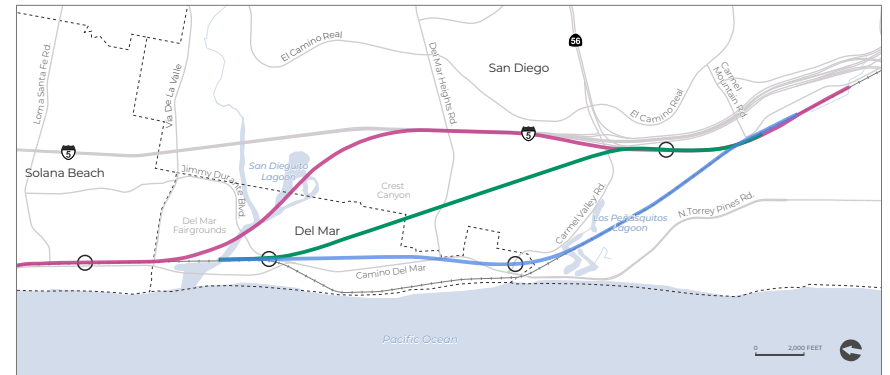 Loma Santa Fe Rd.
Via De La Valle
El Camino Real
Del Mar Heights Rd.
San Diego
56
Carmel
Mountain Rd.
El Camino Real
5
5
Solana Beach
Jimmy Durante Blvd.
San Dieguito
Lagoon
Crest
Canyon
Del Mar
Fairgrounds
Del Mar
Carmel Valley Rd.
Los Peñasquitos
Lagoon
N.Torrey Pines Rd.
Camino Del Mar
Pacific Ocean
0 2,000 FEET